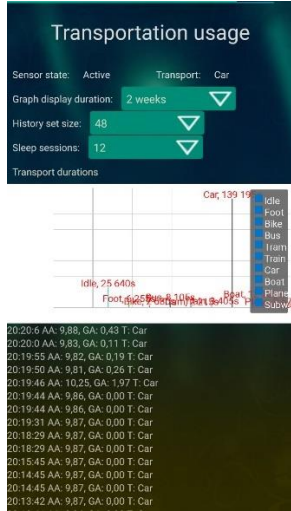 Transportation usage
Sensor state: Active Transport: Car
Graph display duration: 2 weeks
History set size: 48
Sleep sessions: 12
Transport durations
Car, 139 19
Idle
Foot
Bike
Bus
Tram
Train
Car
Boat
Plane
Subw
Idle, 25 640s
Foot,
Boat,
20:20:6 AA: 9,88, GA: 0,43 T: Car
20:20:0 AA: 9,83, GA: 0,11 T: Car
20:19:55 AA: 9,82, GA: 0,19 T: Car
20:19:50 AA: 9,81, GA: 0,26 T: Car
20:19:46 AA: 10,25, GA: 1,97 T: Car
20:19:44 AA: 9,86, GA: 0,00 T: Car
20:19:44 AA: 9,86, GA: 0,00 T: Car
20:19:31 AA: 9,87, GA: 0,00 T: Car
20:18:29 AA: 9,87, GA: 0,00 T: Car
20:18:29 AA: 9,87, GA: 0,00 T: Car
20:15:45 AA: 9,87, GA: 0,00 T: Car
20:14:45 AA: 9,87, GA: 0,00 T: Car
20:14:45 AA: 9,87, GA: 0,00 T: Car
20:13:42 AA: 9,87, GA: 0,00 T: Car